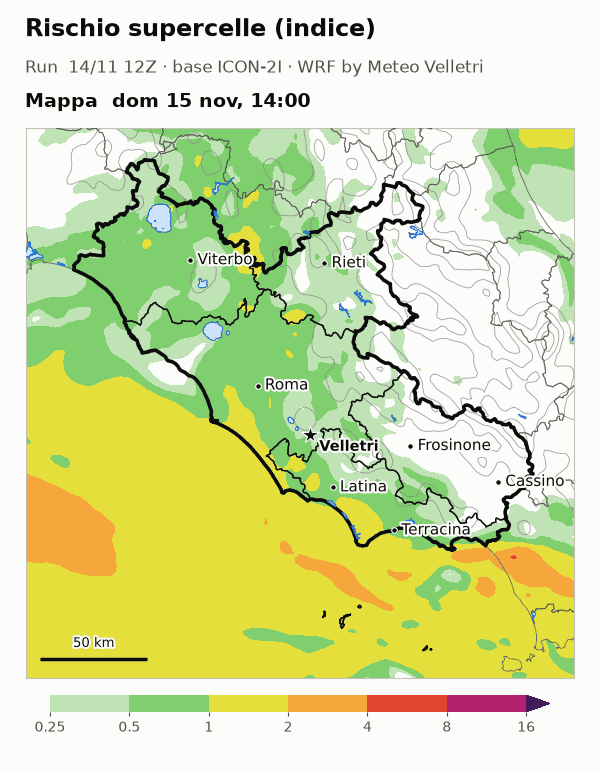 Rischio supercelle (indice)
Run  14/11 12Z · base ICON-2I · WRF by Meteo Velletri
Mappa  dom 15 nov, 14:00
Viterbo
Rieti
Roma
Velletri
Frosinone
Latina
Cassino
Terracina
50 km
0.25 0.5 1 2 4 8 16